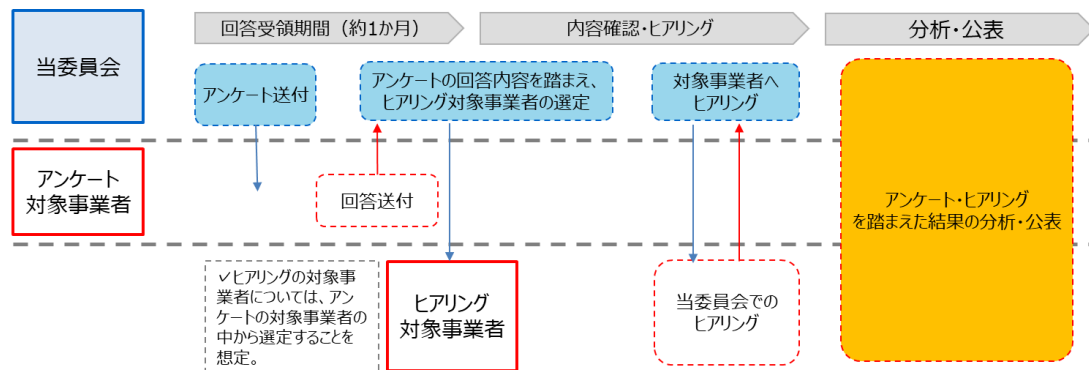 回答受領期間（約1か月）
内容確認・ヒアリング
分析・公表
当委員会
アンケート送付
アンケートの回答内容を踏まえ、
ヒアリング対象事業者の選定
対象事業者へ
ヒアリング
アンケート
対象事業者
回答送付
アンケート・ヒアリング
を踏まえた結果の分析・公表
✓ヒアリングの対象事
業者については、アン
ケートの対象事業者の
中から選定することを
想定。
ヒアリング
対象事業者
当委員会での
ヒアリング